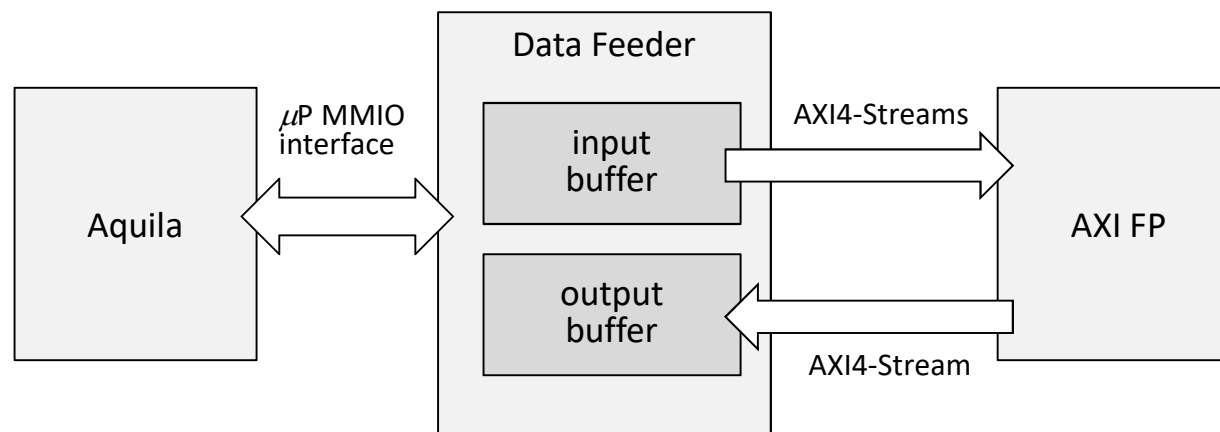 Data Feeder
μP MMIO
interface
AXI4-Streams
input
buffer
Aquila
AXI FP
output
buffer
AXI4-Stream